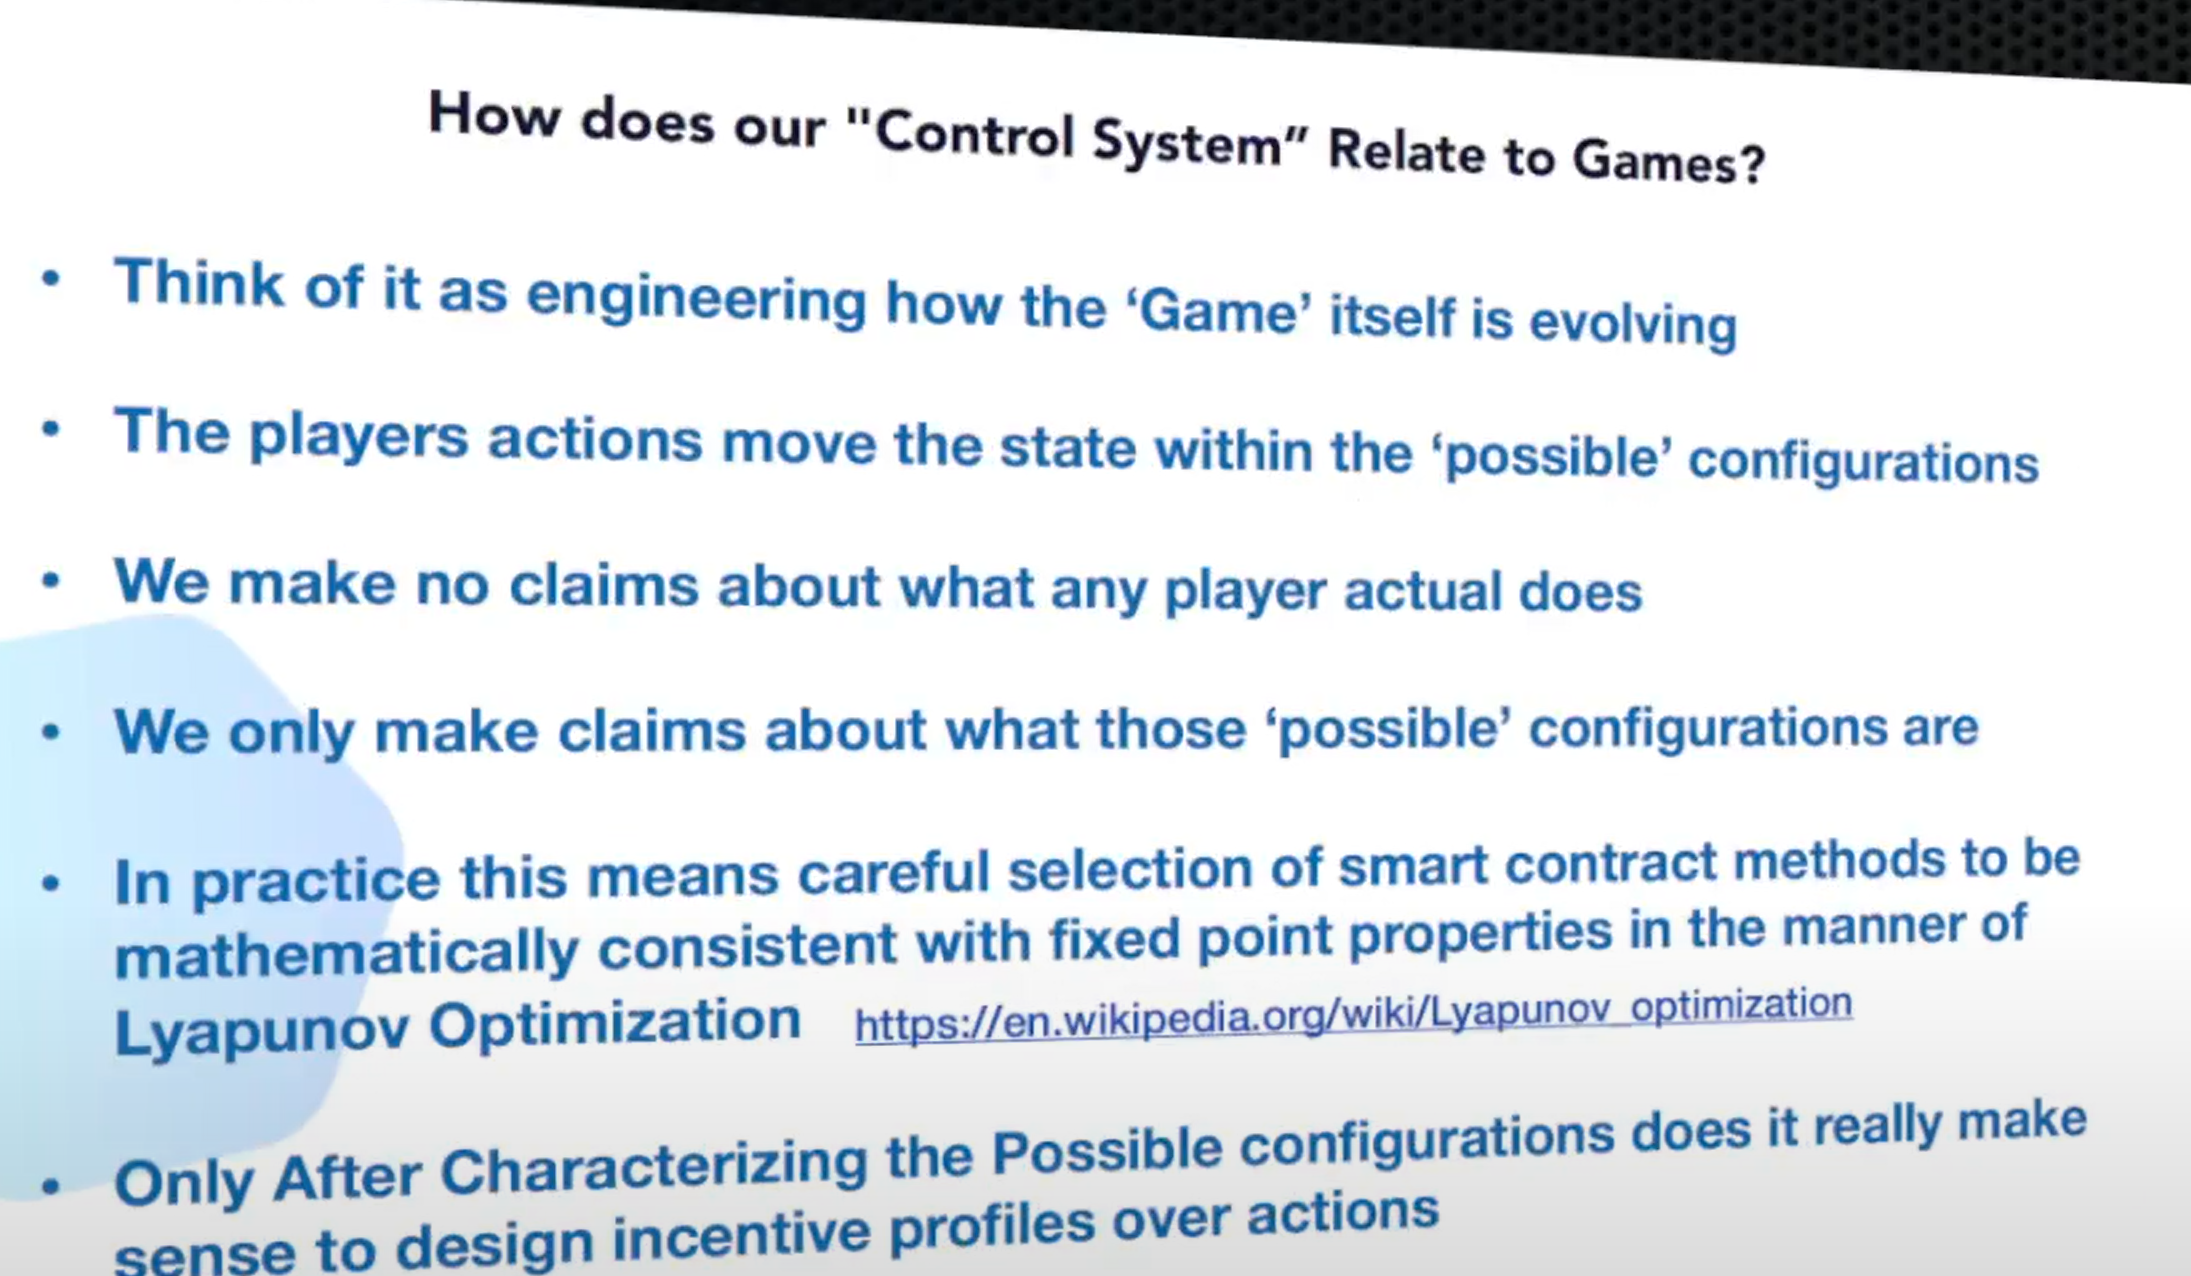 How does our "Control System” Relate to Games?
• Think of it as engineering how the ‘Game’ itself is evolving
• The players actions move the state within the ‘possible’ configurations
• We make no claims about what any player actual does
• We only make claims about what those ‘possible’ configurations are
• In practice this means careful selection of smart contract methods to be
mathematically consistent with fixed point properties in the manner of
Lyapunov Optimization https://en.wikipedia.org/wiki/Lyapunov_optimization
• Only After Characterizing the Possible configurations does it really make
sense to design incentive profiles over actions